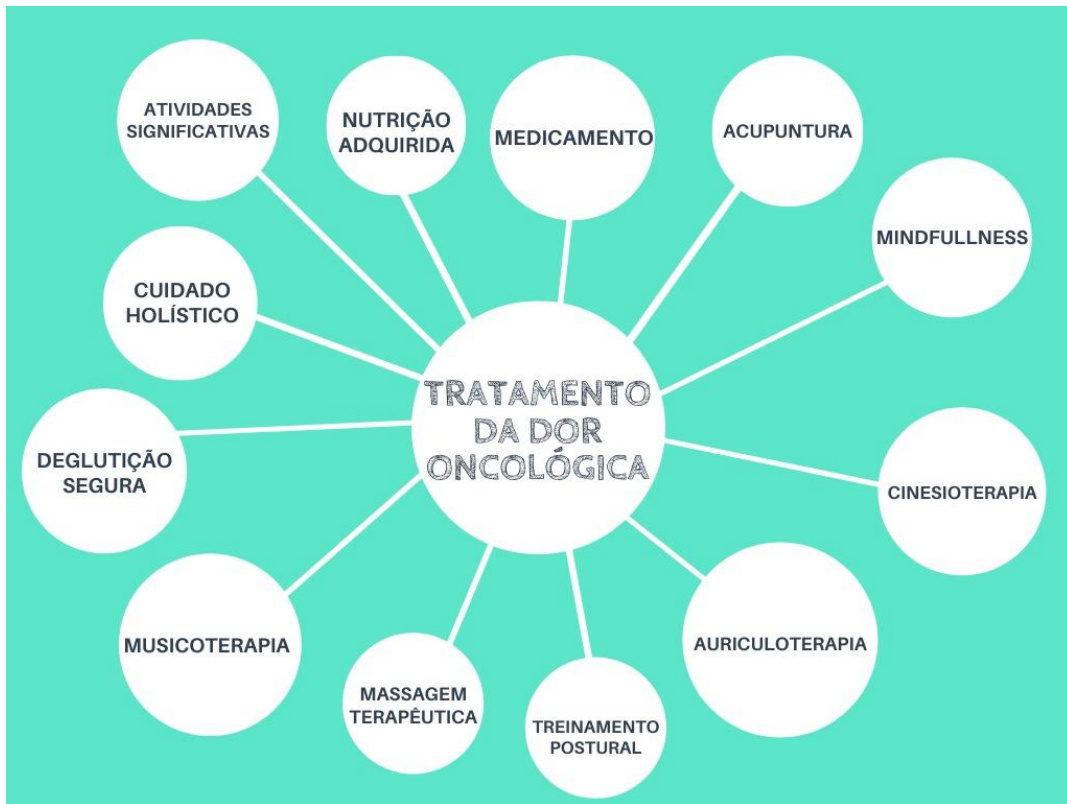 ATIVIDADES
SIGNIFICATIVAS
NUTRIÇÃO
ADQUIRIDA
MEDICAMENTO
ACUPUNTURA
MINDFULLNESS
CUIDADO
HOLÍSTICO
TRATAMENTO
DA DOR
ONCOLÓGICA
DEGLUTIÇÃO
SEGURA
CINESIOTERAPIA
MUSICOTERAPIA
MASSAGEM
TERAPÊUTICA
TREINAMENTO
POSTURAL
AURICULOTERAPIA